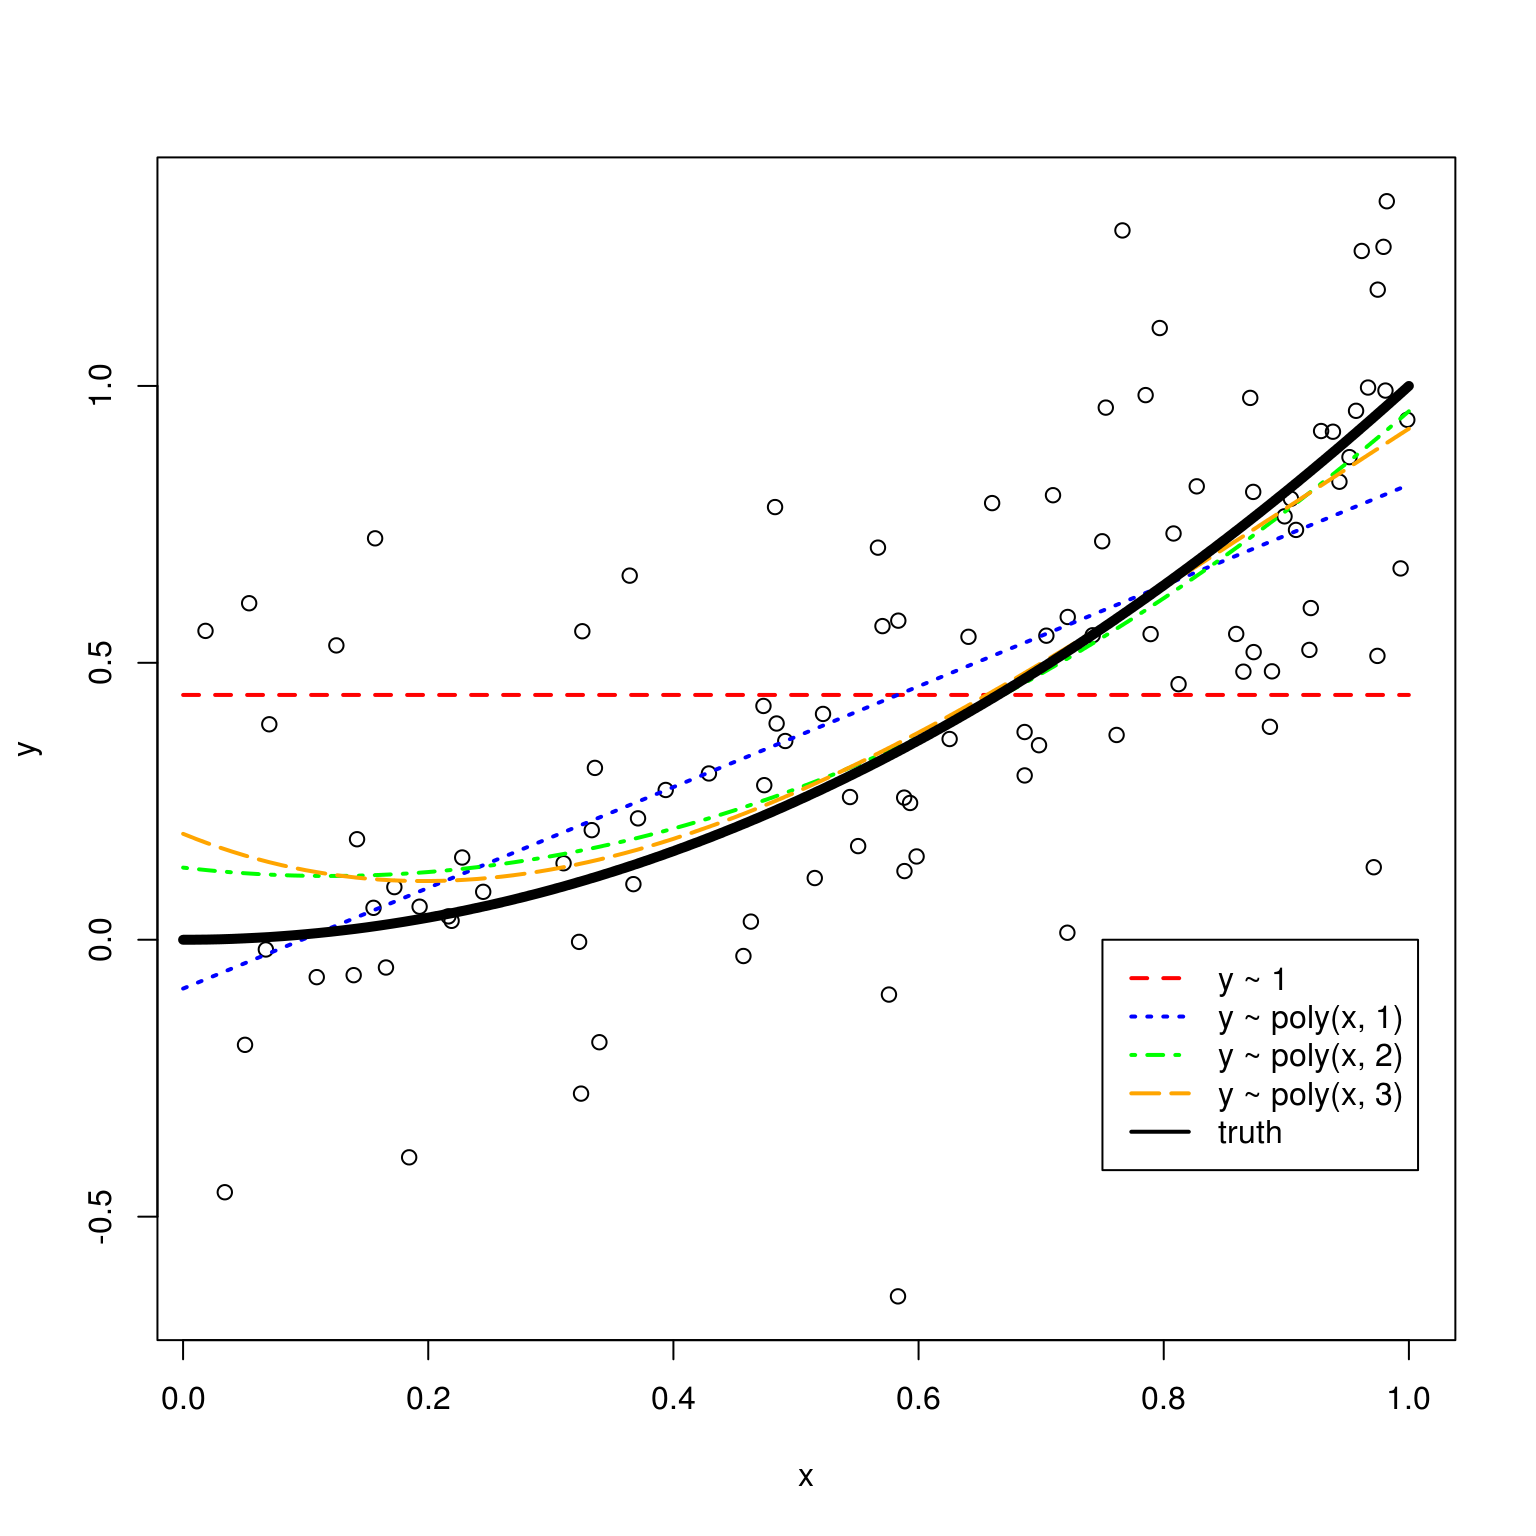 y
1.0
0.5
0.0
-0.5
y ~ 1
y ~ poly(x, 1)
y ~ poly(x, 2)
y ~ poly(x, 3)
truth
0.0 0.2 0.4 0.6 0.8 1.0
x